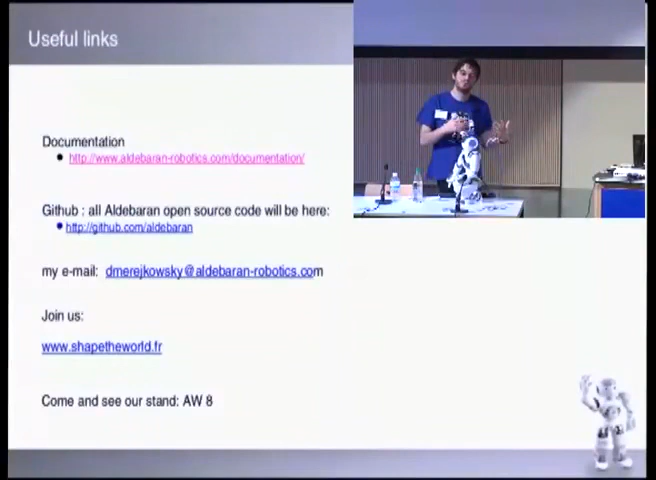 Useful links
Documentation
http://www.aldebaran-robotics.com/documentation/
Github : all Aldebaran open source code will be here:
http://github.com/aldebaran
my e-mail: dmerejkowsky@aldebaran-robotics.com
Join us:
www.shapetheworld.fr
Come and see our stand: AW 8